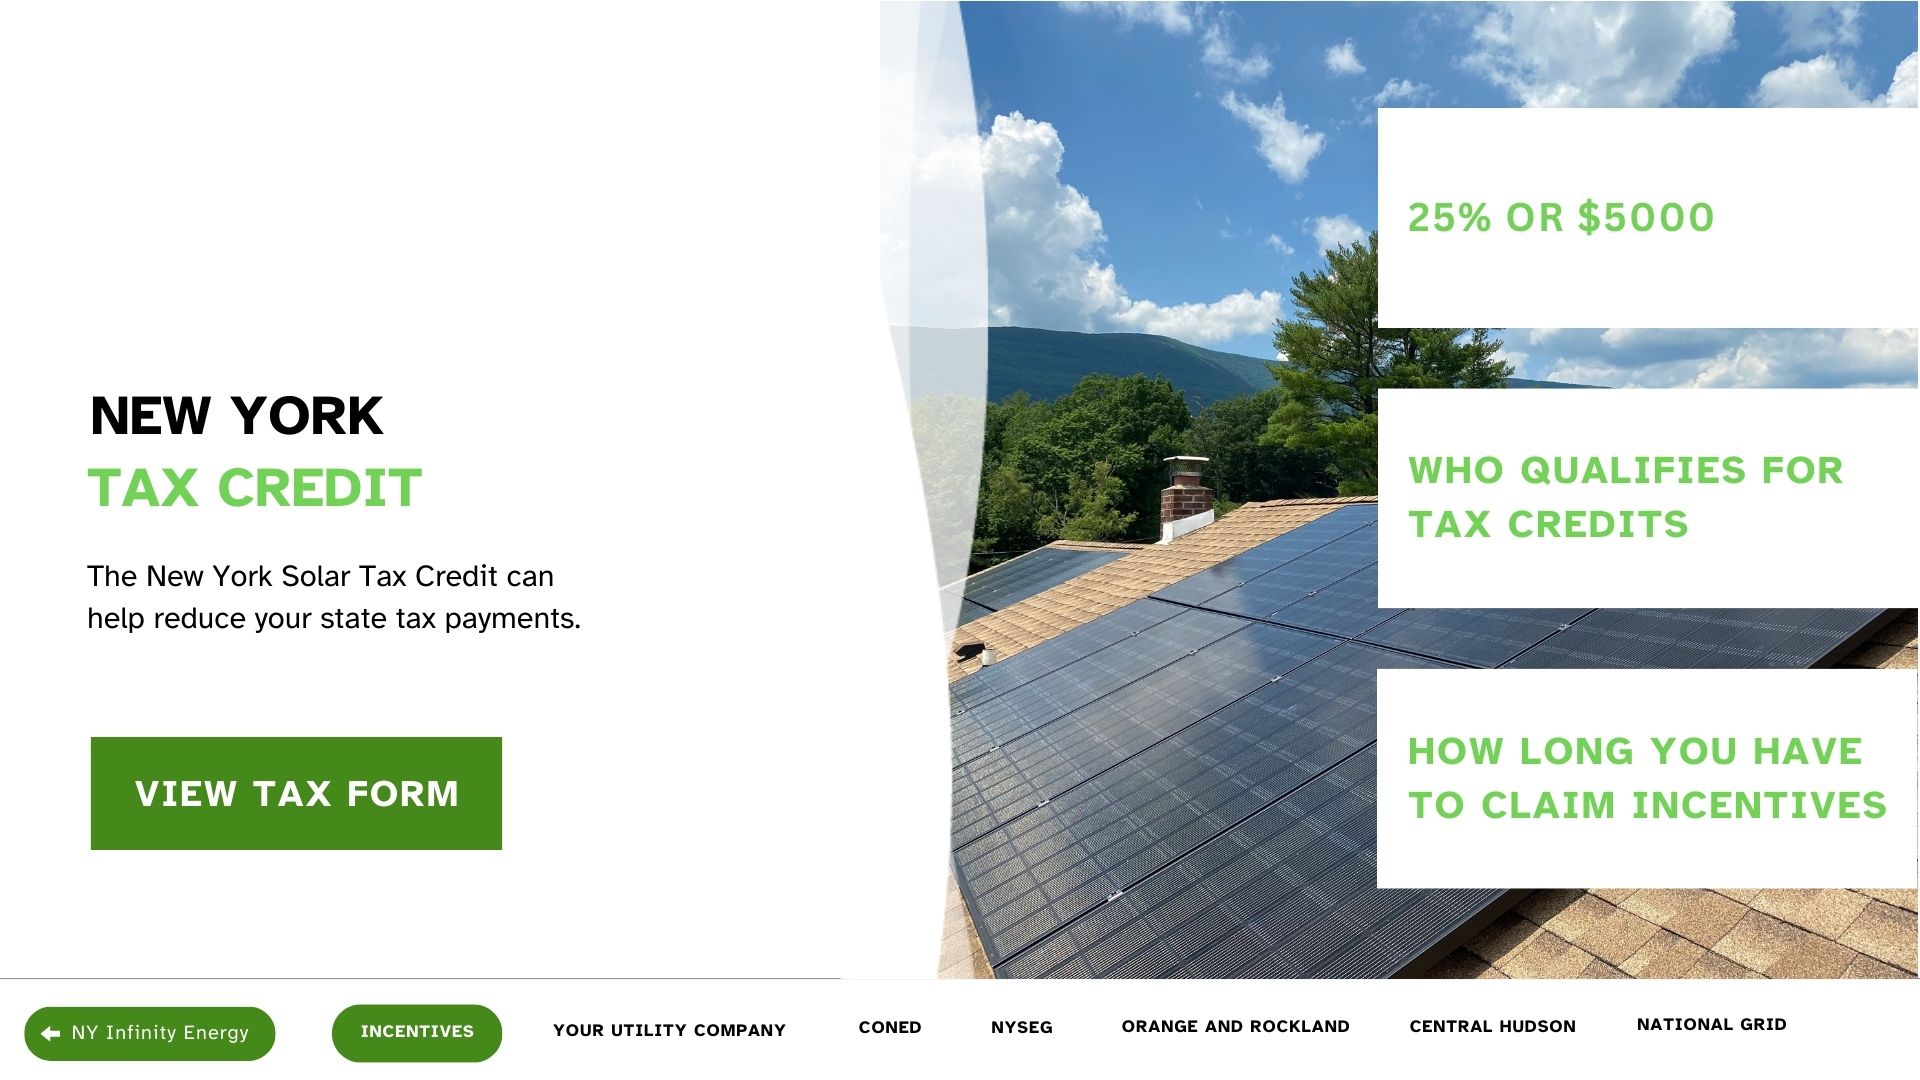 NEW YORK
TAX CREDIT
The New York Solar Tax Credit can
help reduce your state tax payments.
VIEW TAX FORM
25% OR $5000
WHO QUALIFIES FOR
TAX CREDITS
HOW LONG YOU HAVE
TO CLAIM INCENTIVES
NY Infinity Energy
INCENTIVES
YOUR UTILITY COMPANY
CONED
NYSEG
ORANGE AND ROCKLAND
CENTRAL HUDSON
NATIONAL GRID